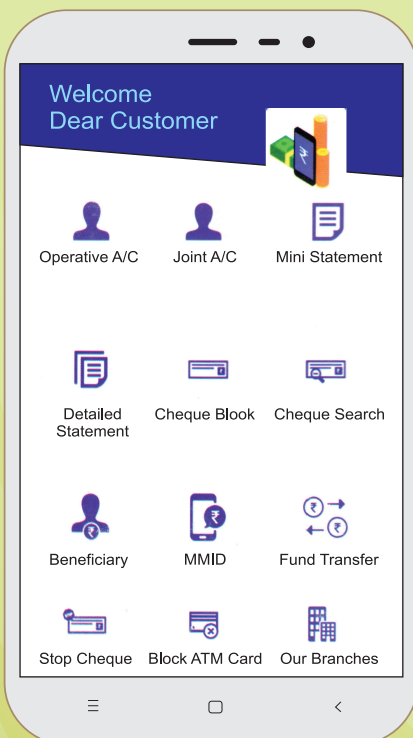 Welcome
Dear Customer
Operative A/C
Joint A/C
Mini Statement
Detailed
Statement
Cheque Blook
Cheque Search
Beneficiary
MMID
Fund Transfer
Stop Cheque
Block ATM Card
Our Branches